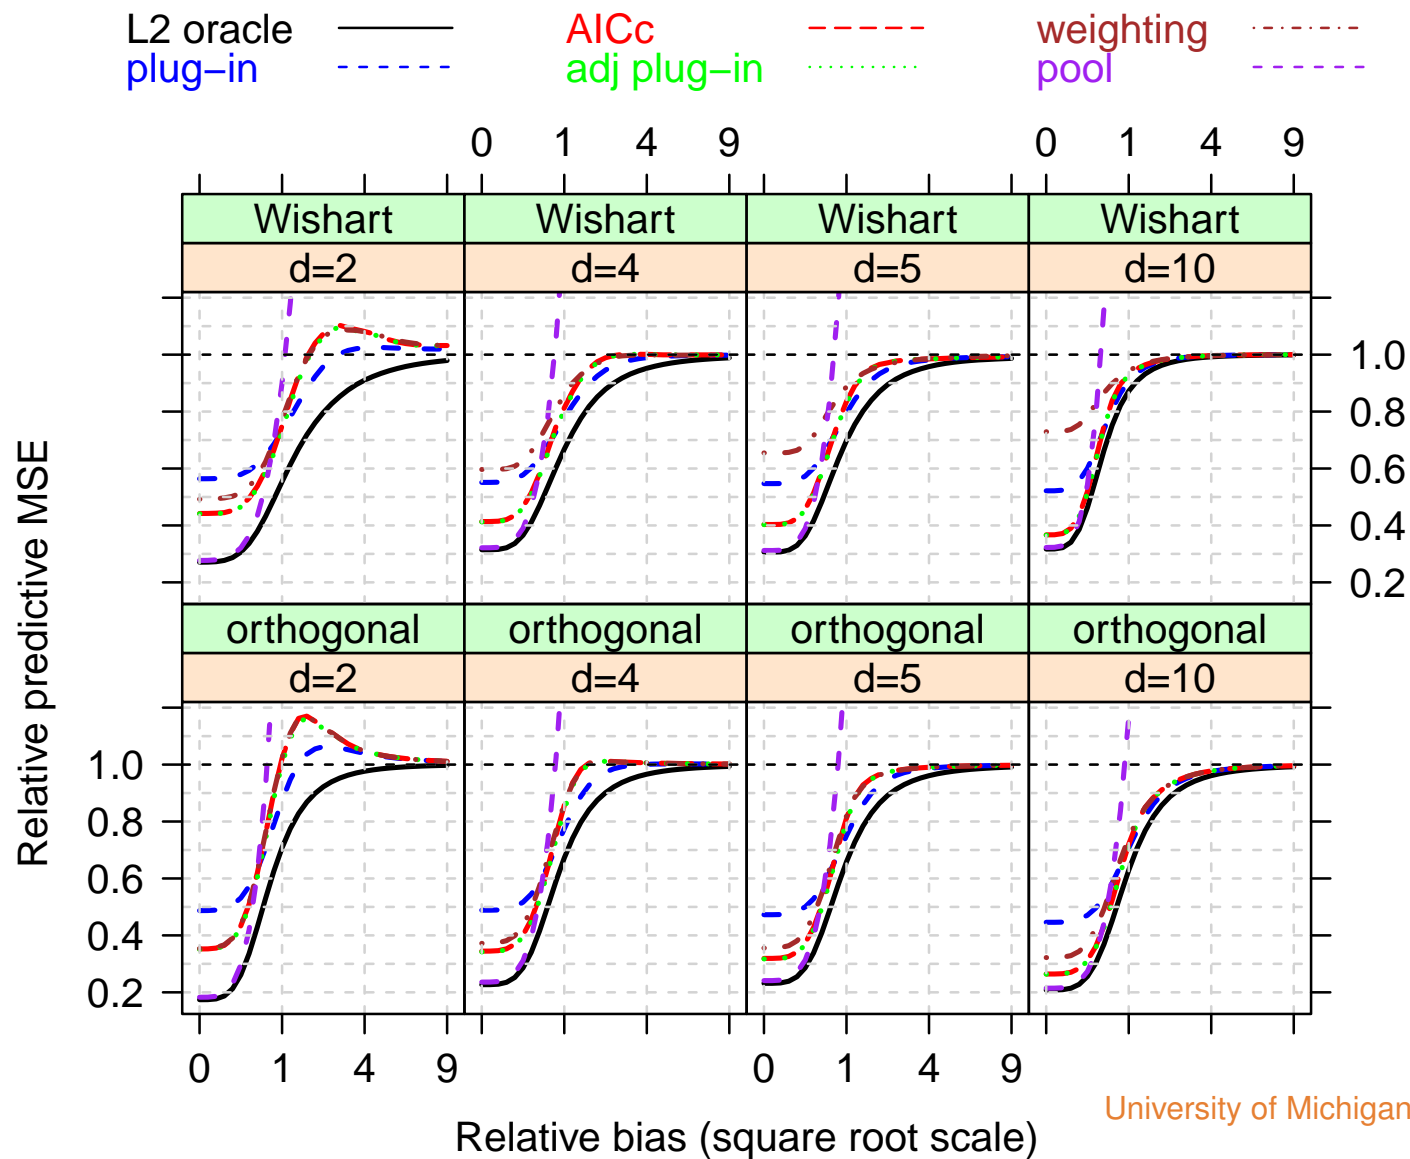 L2 oracle AICc weighting
plug−in adj plug−in pool
0 1 4 9 0 1 4 9
Wishart Wishart Wishart Wishart
d=2 d=4 d=5 d=10
1.0
0.8
0.6
0.4
0.2
Relative predictive MSE
orthogonal orthogonal orthogonal orthogonal
d=2 d=4 d=5 d=10
1.0
0.8
0.6
0.4
0.2
0 1 4 9 0 1 4 9
University of Michigan
Relative bias (square root scale)